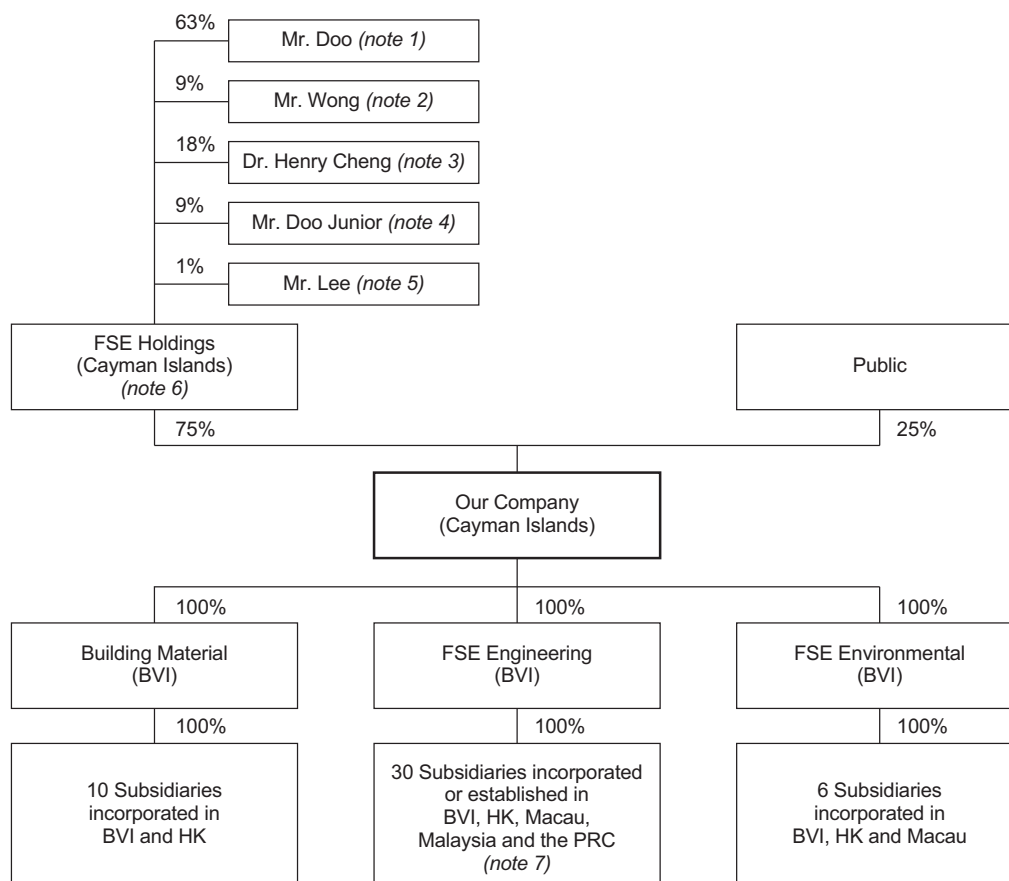 63%
Mr. Doo (note 1)
9%
Mr. Wong (note 2)
18%
Dr. Henry Cheng (note 3)
9%
Mr. Doo Junior (note 4)
1%
Mr. Lee (note 5)
FSE Holdings
(Cayman Islands)
(note 6)
Public
75%
25%
Our Company
(Cayman Islands)
100%
100%
100%
Building Material
(BVI)
FSE Engineering
(BVI)
FSE Environmental
(BVI)
100%
100%
100%
10 Subsidiaries
incorporated in
BVI and HK
30 Subsidiaries incorporated
or established in
BVI, HK, Macau,
Malaysia and the PRC
(note 7)
6 Subsidiaries
incorporated in
BVI, HK and Macau